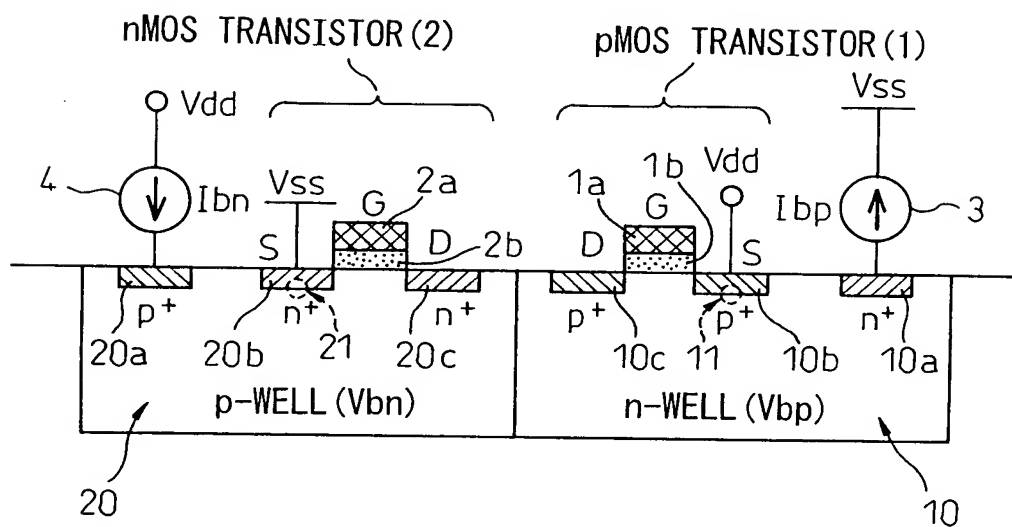 nMOS TRANSISTOR(2)
pMOS TRANSISTOR(1)
Vdd
Vss
4
Ibn
Vss
2a
G
S
D
2b
1a
G
1b
Vdd
D
S
Ibp
3
p+
n+
n+
p+
p+
n+
20a
20b
21
20c
10c
11
10b
10a
p-WELL(Vbn)
n-WELL(Vbp)
20
10